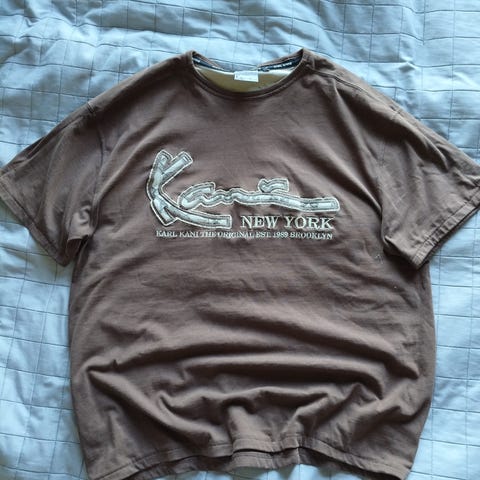 Kani
NEW YORK
KARL KANI THE ORIGINAL EST. 1989 BROOKLYN